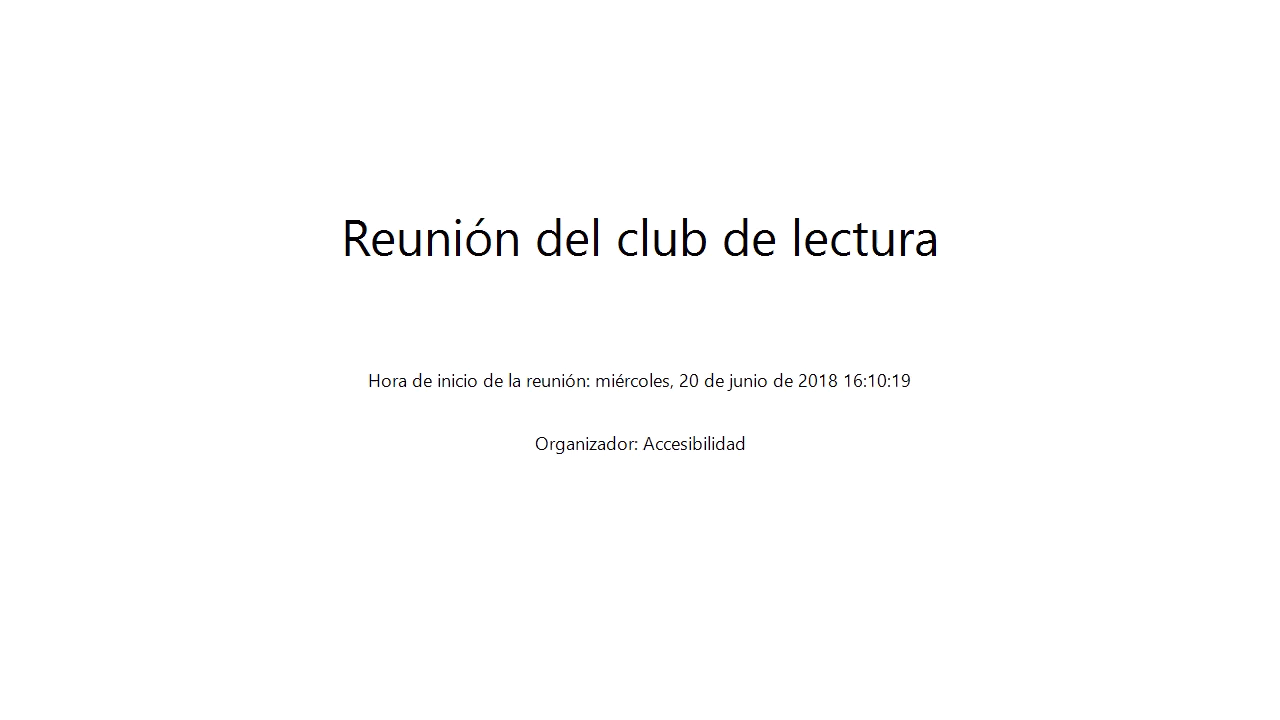 Reunión del club de lectura
Hora de inicio de la reunión: miércoles, 20 de junio de 2018 16:10:19
Organizador: Accesibilidad